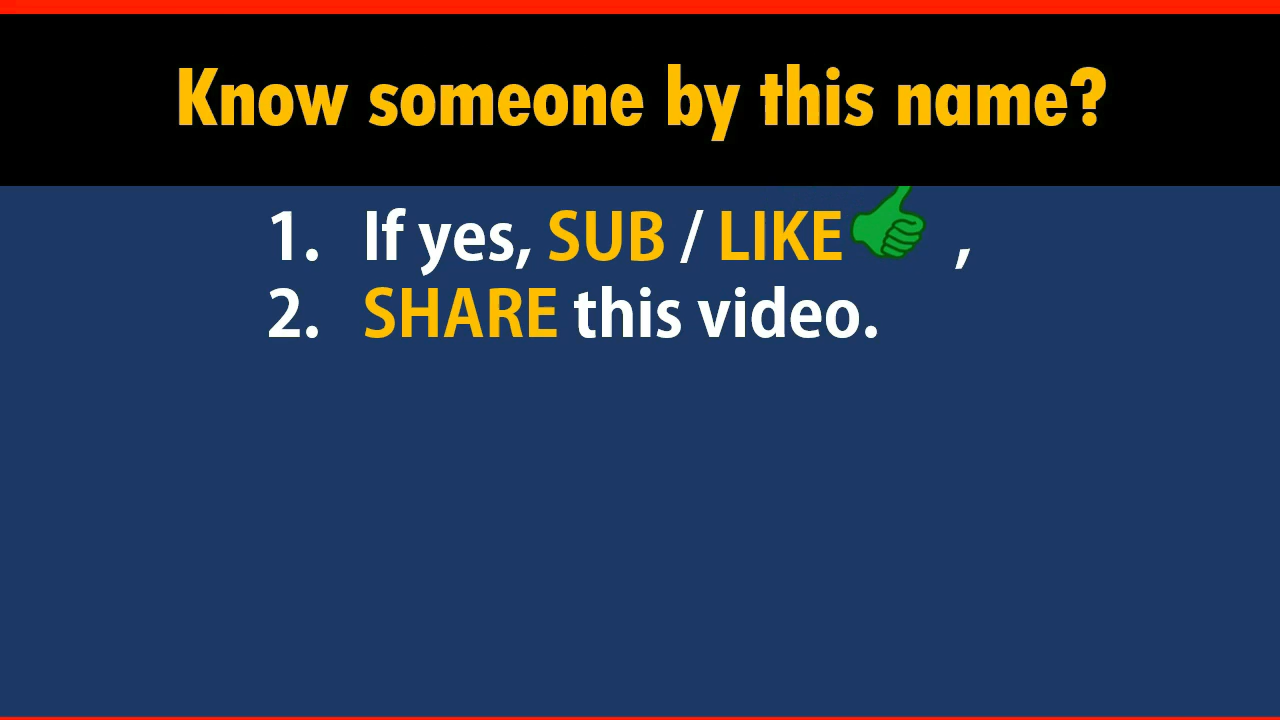 Know someone by this name?
1. If yes, SUB / LIKE ,
2. SHARE this video.